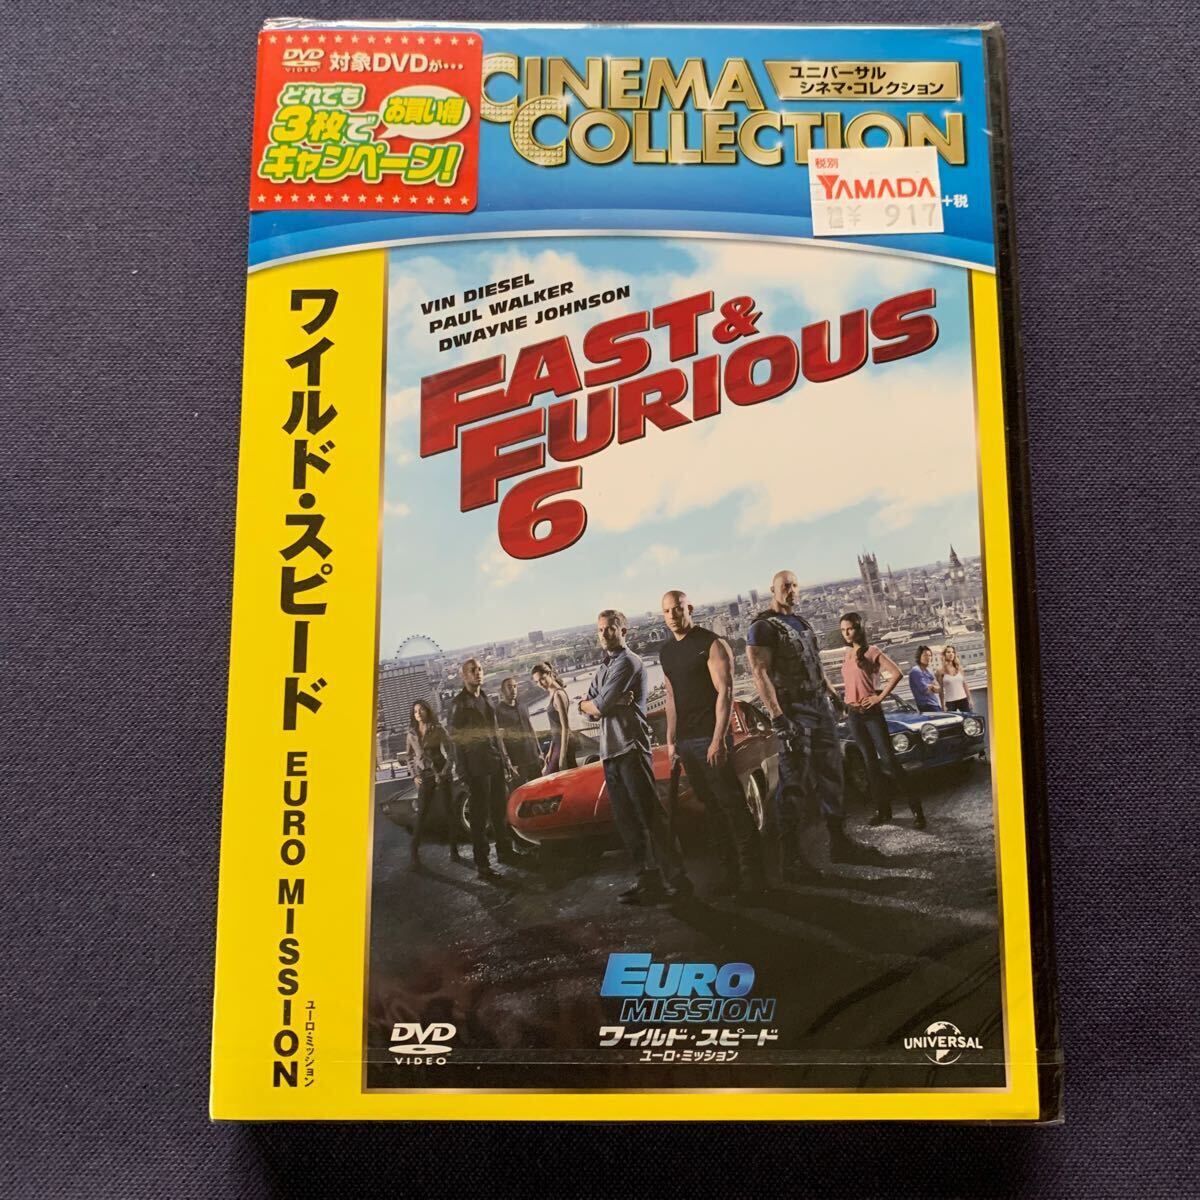 DVD
VIDEO
対象DVDが…
どれでも
3枚で
お買い得
キャンペーン!
CINEMA
COLLECTION
ユニバーサル
シネマ・コレクション
税別
YAMADA
¥ 917
+税
VIN DIESEL
PAUL WALKER
DWAYNE JOHNSON
FAST &
FURIOUS
6
ワイルド・スピード EURO MISSION
ユーロ・ミッション
EURO
MISSION
ワイルド・スピード
ユーロ・ミッション
DVD
VIDEO
UNIVERSAL